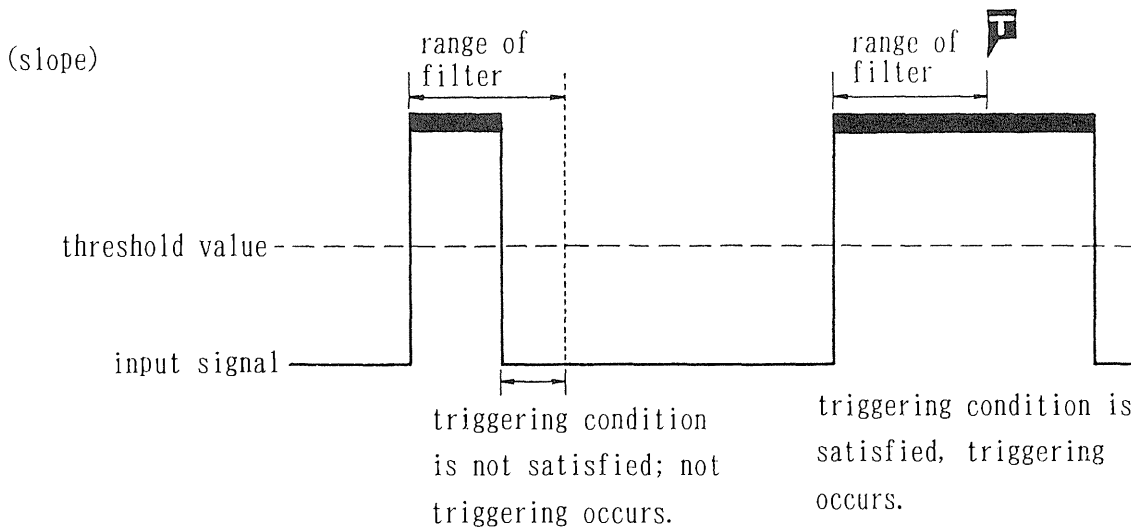 (slope)
range of
filter
range of
filter
T
threshold value
input signal
triggering condition
is not satisfied; not
triggering occurs.
triggering condition is
satisfied, triggering
occurs.